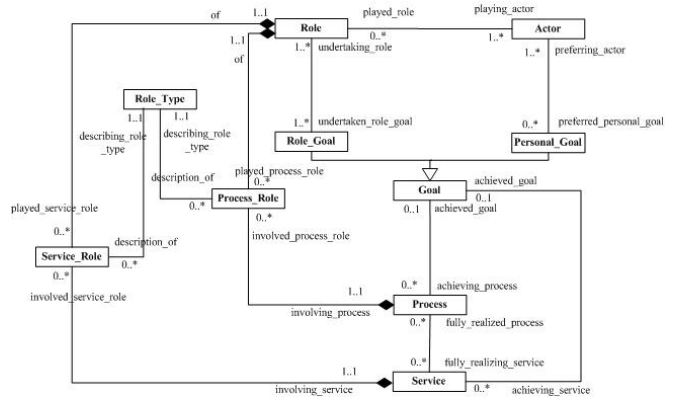 of
1..1
Role
played_role
playing_actor
Actor
1..1
of
1..*
undertaking_role
0..*
1..*
1..*
preferring_actor
Role_Type
1..1
1..1
describing_role
_type
describing_role
_type
1..*
undertaken_role_goal
Role_Goal
0..*
preferred_personal_goal
Personal_Goal
played_process_role
0..*
description_of
0..*
Process_Role
0..*
involved_process_role
Goal
achieved_goal
0..1
0..1
achieved_goal
played_service_role
0..*
Service_Role
description_of
0..*
0..*
involved_service_role
0..*
achieving_process
1..1
involving_process
Process
0..*
fully_realized_process
0..*
fully_realizing_service
1..1
involving_service
Service
0..*
achieving_service